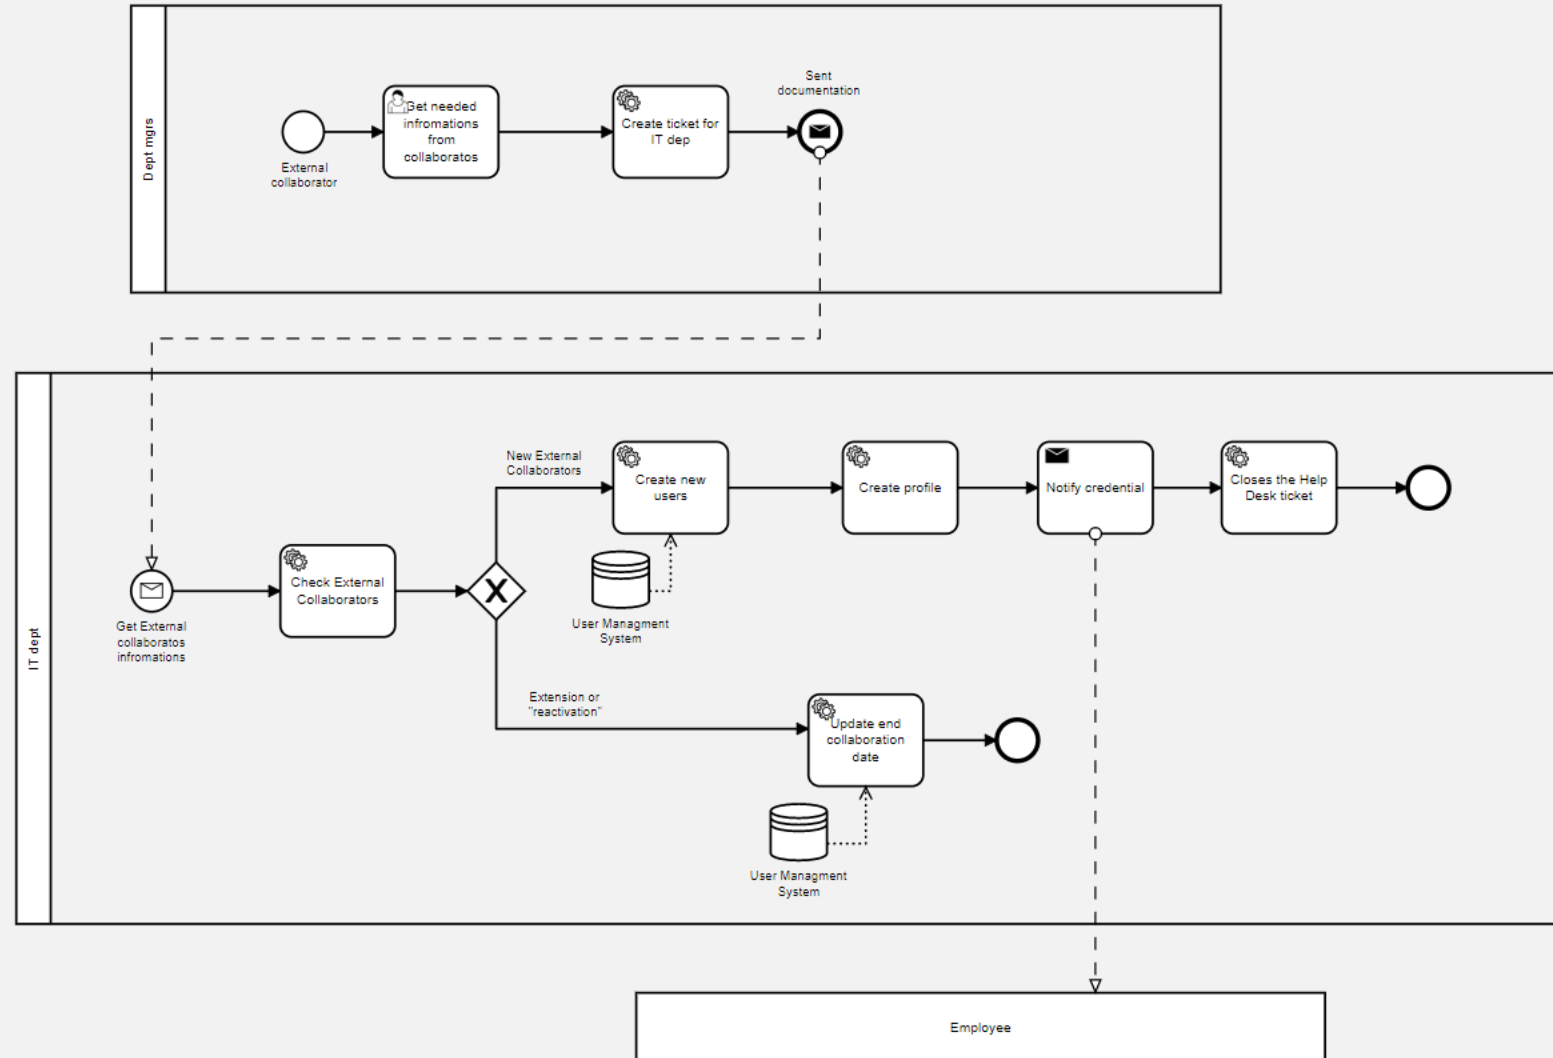 Dept mgrs
External
collaborator
Get needed
infromations
from
collaboratos
Create ticket for
IT dep
Sent
documentation
IT dept
Get External
collaboratos
infromations
Check External
Collaborators
New External
Collaborators
Create new
users
User Managment
System
Create profile
Notify credential
Closes the Help
Desk ticket
Extension or
"reactivation"
Update end
collaboration
date
User Managment
System
Employee